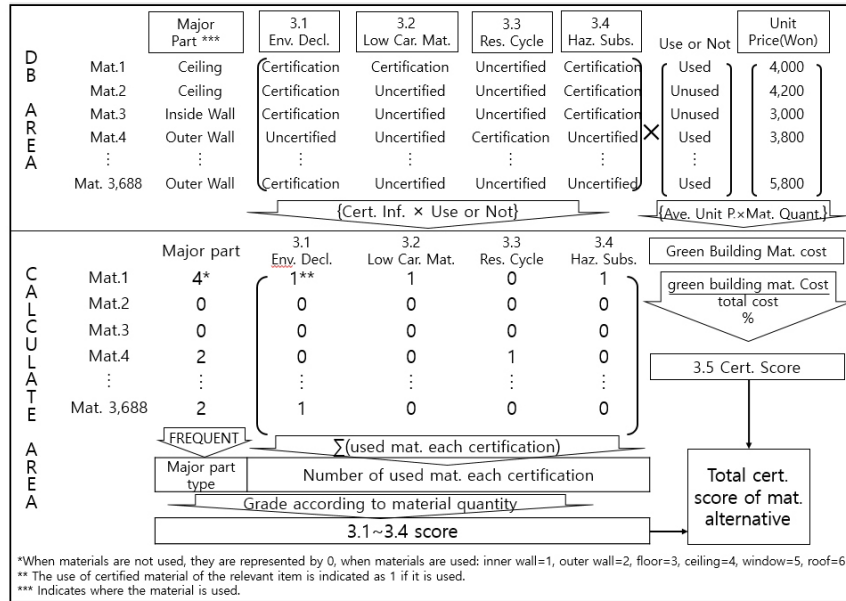 DB AREA
Major Part ***
3.1 Env. Decl.
3.2 Low Car. Mat.
3.3 Res. Cycle
3.4 Haz. Subs.
Use or Not
Unit Price(Won)
Mat.1 Ceiling Certification Certification Uncertified Certification Used 4,000
Mat.2 Ceiling Certification Uncertified Uncertified Certification Unused 4,200
Mat.3 Inside Wall Certification Uncertified Uncertified Certification Unused 3,000
Mat.4 Outer Wall Uncertified Uncertified Certification Uncertified × Used 3,800
⋮ ⋮ ⋮ ⋮ ⋮ ⋮ ⋮
Mat. 3,688 Outer Wall Certification Uncertified Uncertified Uncertified Used 5,800
{Cert. Inf. × Use or Not}
{Ave. Unit P.×Mat. Quant.}
CALCULATE AREA
Major part
3.1 Env. Decl.
3.2 Low Car. Mat.
3.3 Res. Cycle
3.4 Haz. Subs.
Mat.1 4* 1** 1 0 1
Mat.2 0 0 0 0 0
Mat.3 0 0 0 0 0
Mat.4 2 0 0 1 0
⋮ ⋮ ⋮ ⋮ ⋮ ⋮
Mat. 3,688 2 1 0 0 0
Green Building Mat. cost
green building mat. Cost
total cost
%
3.5 Cert. Score
FREQUENT
∑(used mat. each certification)
Major part type
Number of used mat. each certification
Grade according to material quantity
3.1~3.4 score
Total cert.
score of mat.
alternative
*When materials are not used, they are represented by 0, when materials are used: inner wall=1, outer wall=2, floor=3, ceiling=4, window=5, roof=6
** The use of certified material of the relevant item is indicated as 1 if it is used.
*** Indicates where the material is used.